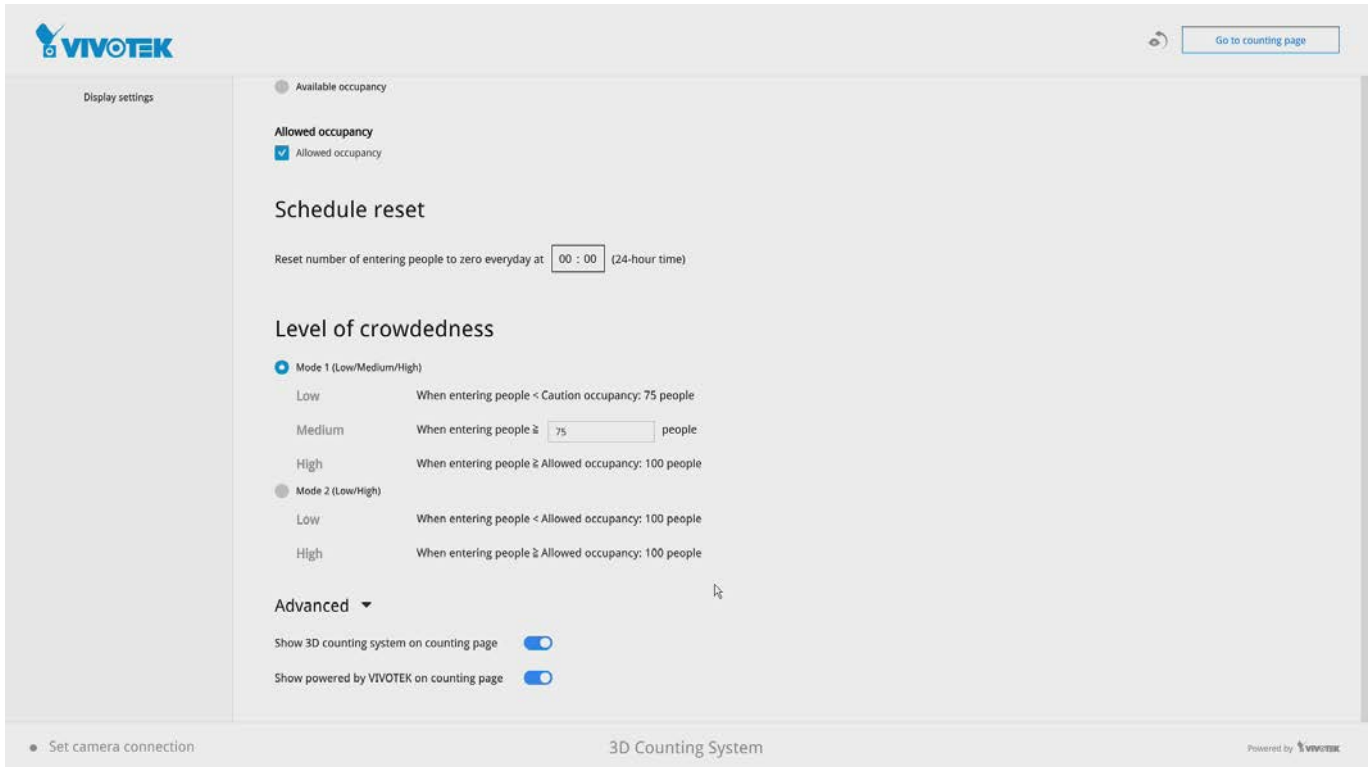 VIVOTEK
Go to counting page
Display settings
Available occupancy
Allowed occupancy
Allowed occupancy
Schedule reset
Reset number of entering people to zero everyday at 00 : 00 (24-hour time)
Level of crowdedness
Mode 1 (Low/Medium/High)
Low When entering people < Caution occupancy: 75 people
Medium When entering people ≧ 75 people
High When entering people ≧ Allowed occupancy: 100 people
Mode 2 (Low/High)
Low When entering people < Allowed occupancy: 100 people
High When entering people ≧ Allowed occupancy: 100 people
Advanced
Show 3D counting system on counting page
Show powered by VIVOTEK on counting page
Set camera connection 3D Counting System Powered by VIVOTEK